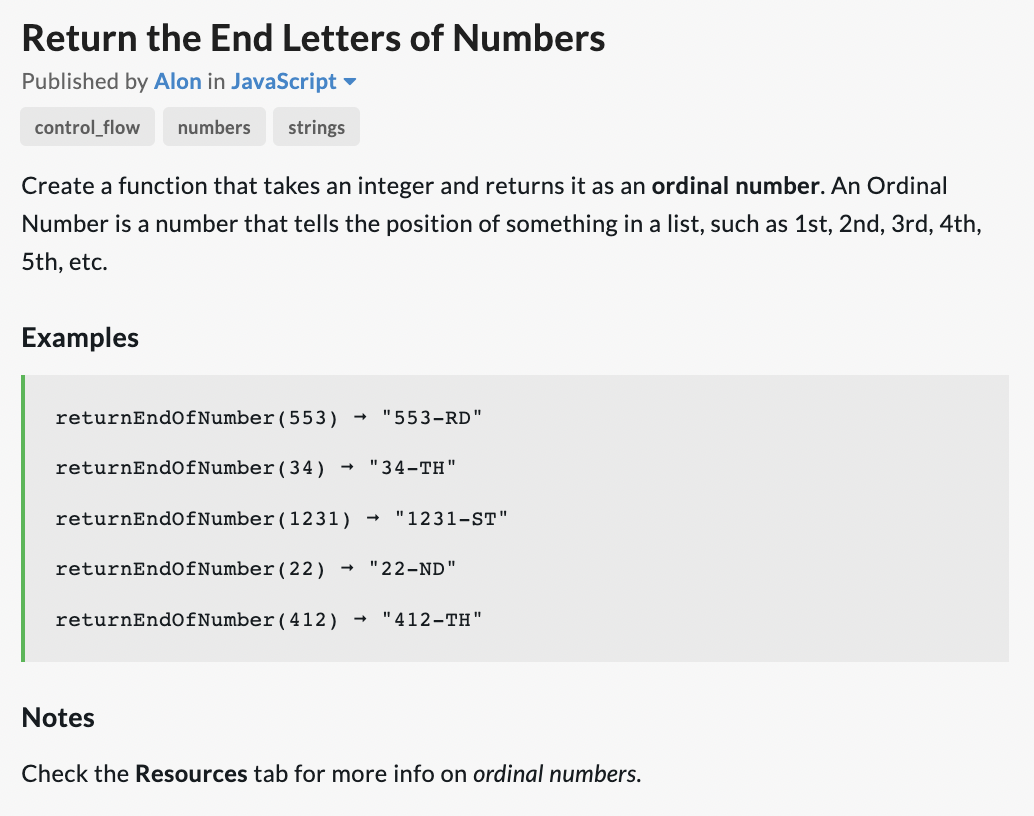 Return the End Letters of Numbers
Published by Alon in JavaScript
control_flow numbers strings
Create a function that takes an integer and returns it as an ordinal number. An Ordinal
Number is a number that tells the position of something in a list, such as 1st, 2nd, 3rd, 4th,
5th, etc.
Examples
returnEndOfNumber(553) → "553-RD"
returnEndOfNumber(34) → "34-TH"
returnEndOfNumber(1231) → "1231-ST"
returnEndOfNumber(22) → "22-ND"
returnEndOfNumber(412) → "412-TH"
Notes
Check the Resources tab for more info on ordinal numbers.